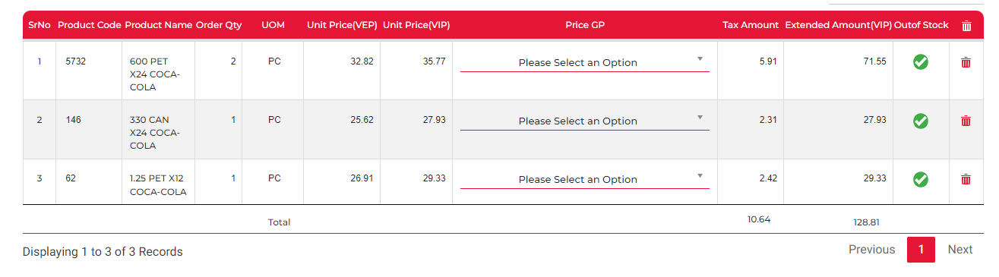 SrNo Product Code Product Name Order Qty UOM Unit Price(VEP) Unit Price(VIP) Price GP Tax Amount Extended Amount(VIP) Outof Stock
1 5732 600 PET 2 PC 32.82 35.77 Please Select an Option 5.91 71.55
X24 COCA-
COLA
2 146 330 CAN 1 PC 25.62 27.93 Please Select an Option 2.31 27.93
X24 COCA-
COLA
3 62 1.25 PET X12 1 PC 26.91 29.33 Please Select an Option 2.42 29.33
COCA-COLA
Total 10.64 128.81
Displaying 1 to 3 of 3 Records Previous 1 Next